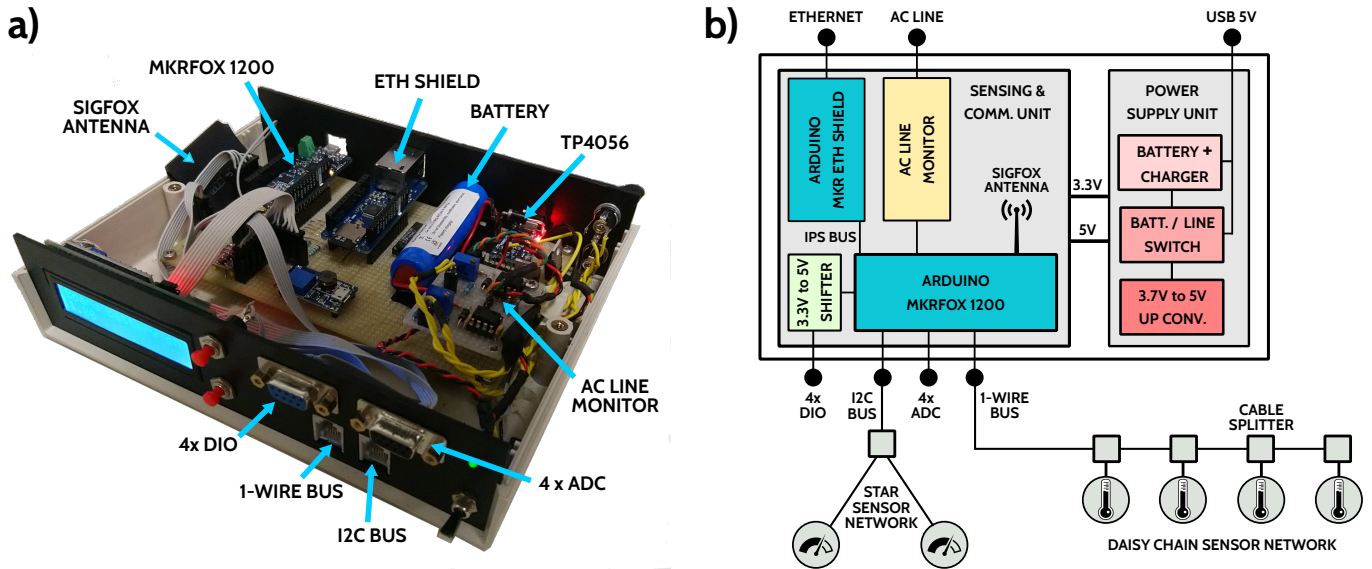 a)
MKRFOX 1200
ETH SHIELD
SIGFOX
ANTENNA
BATTERY
TP4056
AC LINE
MONITOR
4x DIO
1-WIRE BUS
4 x ADC
I2C BUS
b)
ETHERNET
AC LINE
USB 5V
ARDUINO
MKR ETH SHIELD
AC LINE
MONITOR
SENSING &
COMM. UNIT
SIGFOX
ANTENNA
3.3V
5V
POWER
SUPPLY UNIT
BATTERY +
CHARGER
BATT. / LINE
SWITCH
3.7V to 5V
UP CONV.
IPS BUS
3.3V to 5V
SHIFTER
ARDUINO
MKRFOX 1200
4x
DIO
I2C
BUS
4x
ADC
1-WIRE
BUS
CABLE
SPLITTER
STAR
SENSOR
NETWORK
DAISY CHAIN SENSOR NETWORK